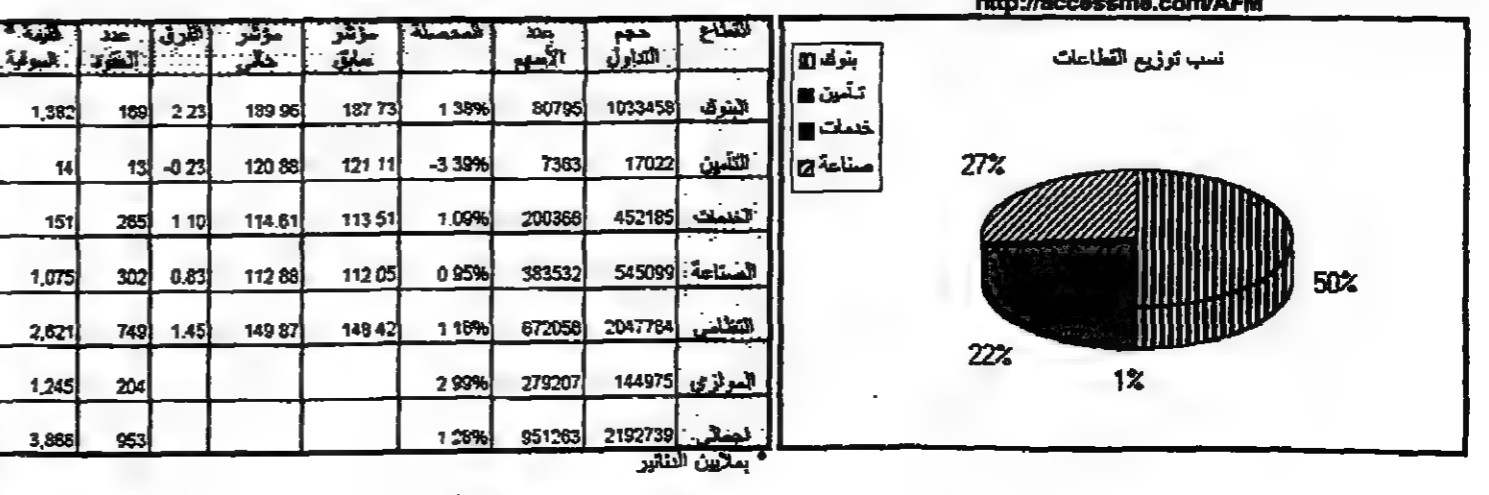 http://accessme.com/AFM
القطاع | حجم التداول | عدد الأسهم | المحصلة | مؤشر سابق | مؤشر حالي | الفرق | عدد العقود | القيمة السوقية *
البنوك | 1033458 | 80795 | 1 38% | 187 73 | 189 96 | 2 23 | 169 | 1,382
التأمين | 17022 | 7363 | -3 39% | 121 11 | 120 88 | -0 23 | 13 | 14
الخدمات | 452185 | 200366 | 1.09% | 113 51 | 114.61 | 1 10 | 265 | 151
الصناعة | 545099 | 383532 | 0 95% | 112 05 | 112 88 | 0.83 | 302 | 1,075
النظامي | 2047764 | 672056 | 1 16% | 148 42 | 149 87 | 1.45 | 749 | 2,621
الموازي | 144975 | 279207 | 2 99% | 204 | 1,245
اجمالي | 2192739 | 951263 | 1 28% | 953 | 3,866
* بملايين الدنانير
نسب توزيع القطاعات
بنوك
تأمين
خدمات
صناعة
27%
50%
22%
1%